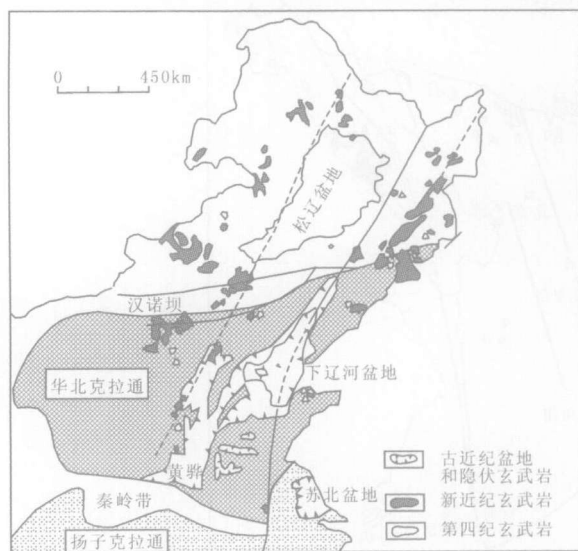 0 450km
松辽盆地
汉诺坝
华北克拉通
下辽河盆地
黄骅
秦岭带
苏北盆地
扬子克拉通
古近纪盆地
和隐伏玄武岩
新近纪玄武岩
第四纪玄武岩